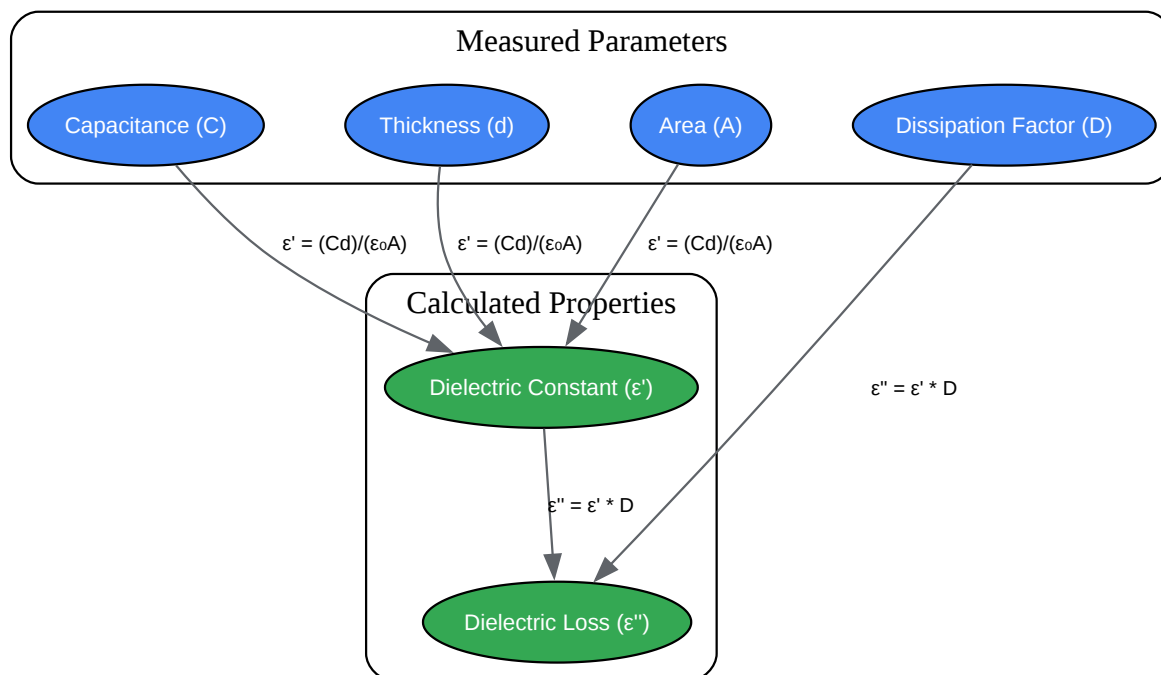 Measured Parameters
Capacitance (C)
Thickness (d)
Area (A)
Dissipation Factor (D)
ε' = (Cd)/(ε₀A)
ε' = (Cd)/(ε₀A)
ε' = (Cd)/(ε₀A)
Calculated Properties
Dielectric Constant (ε')
ε'' = ε' * D
ε'' = ε' * D
Dielectric Loss (ε'')